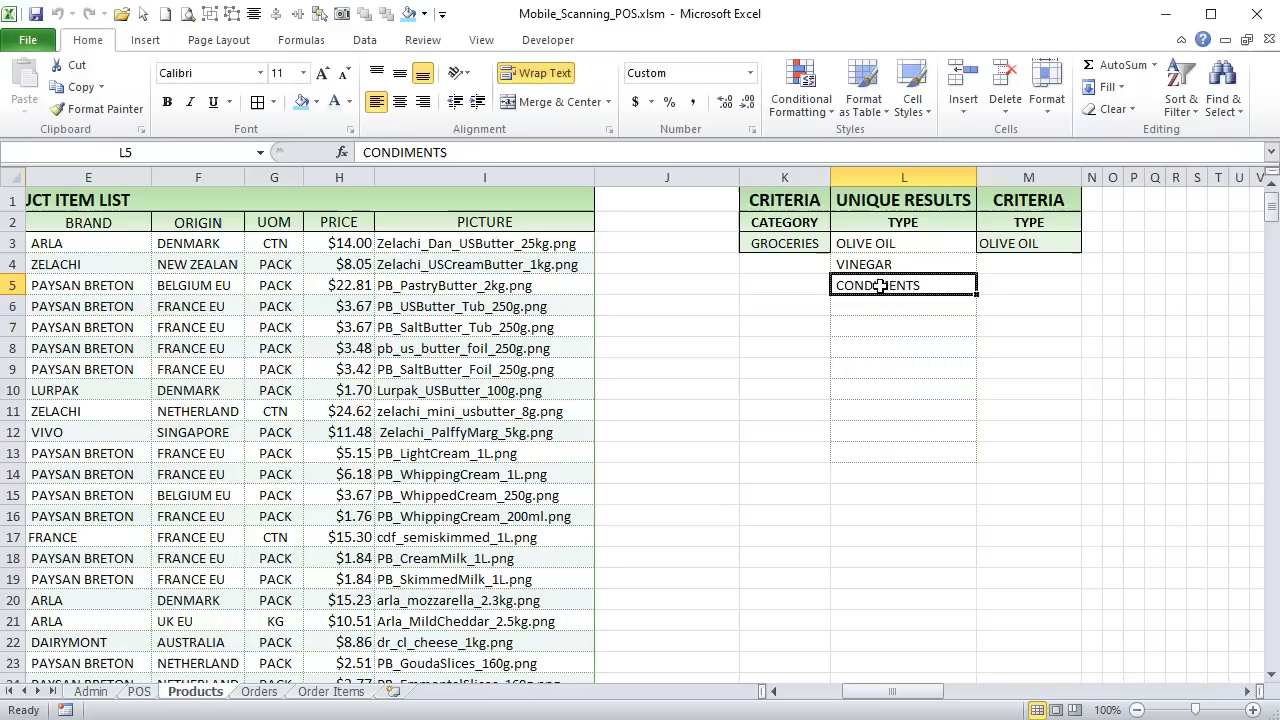 Mobile_Scanning_POS.xlsm - Microsoft Excel
File Home Insert Page Layout Formulas Data Review View Developer
Paste Cut Calibri 11 Wrap Text Custom Conditional Formatting Format as Table Cell Styles Insert Delete Format AutoSum Sort & Filter Find & Select
Copy Fill
Format Painter B I U Merge & Center $ % , Clear
Clipboard Font Alignment Number Styles Cells Editing
L5 fx CONDIMENTS
E F G H I J K L M N O P Q R S T U V
1 UCT ITEM LIST CRITERIA UNIQUE RESULTS CRITERIA
2 BRAND ORIGIN UOM PRICE PICTURE CATEGORY TYPE TYPE
3 ARLA DENMARK CTN $14.00 Zelachi_Dan_USButter_25kg.png GROCERIES OLIVE OIL OLIVE OIL
4 ZELACHI NEW ZEALAN PACK $8.05 Zelachi_USCreamButter_1kg.png VINEGAR
5 PAYSAN BRETON BELGIUM EU PACK $22.81 PB_PastryButter_2kg.png CONDIMENTS
6 PAYSAN BRETON FRANCE EU PACK $3.67 PB_USButter_Tub_250g.png
7 PAYSAN BRETON FRANCE EU PACK $3.67 PB_SaltButter_Tub_250g.png
8 PAYSAN BRETON FRANCE EU PACK $3.48 pb_us_butter_foil_250g.png
9 PAYSAN BRETON FRANCE EU PACK $3.42 PB_SaltButter_Foil_250g.png
10 LURPAK DENMARK PACK $1.70 Lurpak_USButter_100g.png
11 ZELACHI NETHERLAND CTN $24.62 zelachi_mini_usbutter_8g.png
12 VIVO SINGAPORE PACK $11.48 Zelachi_PalffyMarg_5kg.png
13 PAYSAN BRETON FRANCE EU PACK $5.15 PB_LightCream_1L.png
14 PAYSAN BRETON FRANCE EU PACK $6.18 PB_WhippingCream_1L.png
15 PAYSAN BRETON BELGIUM EU PACK $3.67 PB_WhippedCream_250g.png
16 PAYSAN BRETON FRANCE EU PACK $1.76 PB_WhippingCream_200ml.png
17 FRANCE FRANCE EU CTN $15.30 cdf_semiskimmed_1L.png
18 PAYSAN BRETON FRANCE EU PACK $1.84 PB_CreamMilk_1L.png
19 PAYSAN BRETON FRANCE EU PACK $1.84 PB_SkimmedMilk_1L.png
20 ARLA DENMARK PACK $15.23 arla_mozzarella_2.3kg.png
21 ARLA UK EU KG $10.51 Arla_MildCheddar_2.5kg.png
22 DAIRYMONT AUSTRALIA PACK $8.86 dr_cl_cheese_1kg.png
23 PAYSAN BRETON NETHERLAND PACK $2.51 PB_GoudaSlices_160g.png
Admin POS Products Orders Order Items
Ready 100%